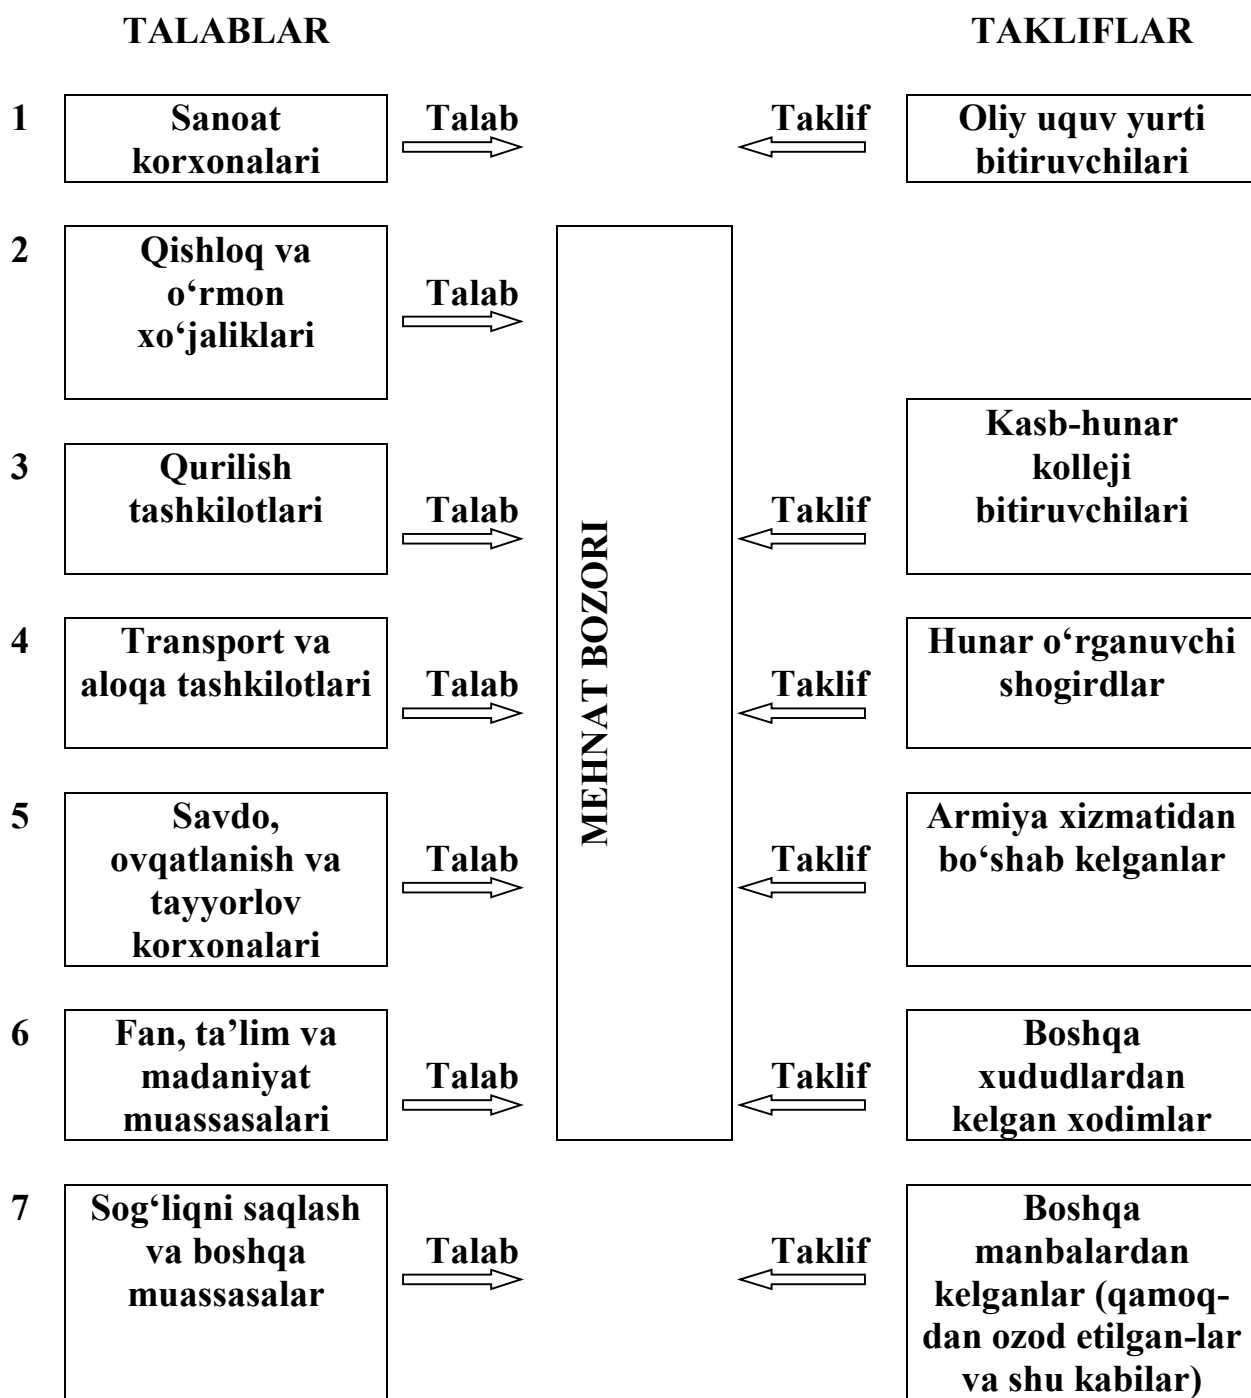 TALABLAR
TAKLIFLAR
1
Sanoat
korxonalari
Talab
Taklif
Oliy uquv yurti
bitiruvchilari
2
Qishloq va
o‘rmon
xo‘jaliklari
Talab
MEHNAT BOZORI
3
Qurilish
tashkilotlari
Talab
Taklif
Kasb-hunar
kolleji
bitiruvchilari
4
Transport va
aloqa tashkilotlari
Talab
Taklif
Hunar o‘rganuvchi
shogirdlar
5
Savdo,
ovqatlanish va
tayyorlov
korxonalari
Talab
Taklif
Armiya xizmatidan
bo‘shab kelganlar
6
Fan, ta’lim va
madaniyat
muassasalari
Talab
Taklif
Boshqa
xududlardan
kelgan xodimlar
7
Sog‘liqni saqlash
va boshqa
muassasalar
Talab
Taklif
Boshqa
manbalardan
kelganlar (qamoq-
dan ozod etilgan-lar
va shu kabilar)